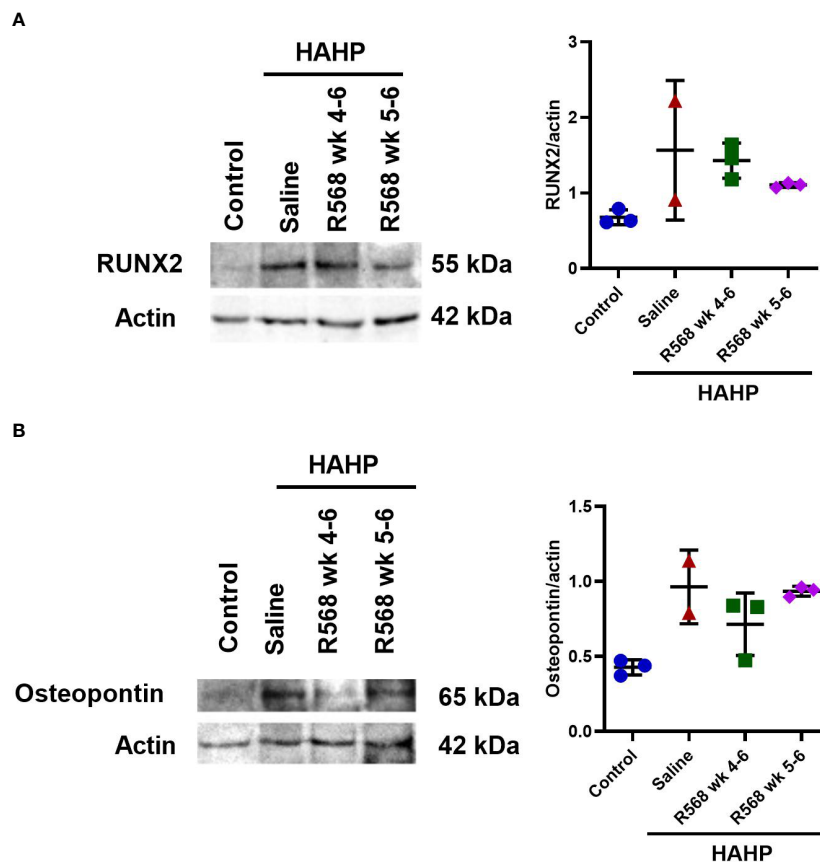 A
HAHP
Control
Saline
R568 wk 4-6
R568 wk 5-6
RUNX2
55 kDa
Actin
42 kDa
RUNX2/actin
3
2
1
0
Control
Saline
R568 wk 4-6
R568 wk 5-6
HAHP
B
HAHP
Control
Saline
R568 wk 4-6
R568 wk 5-6
Osteopontin
65 kDa
Actin
42 kDa
Osteopontin/actin
1.5
1.0
0.5
0.0
Control
Saline
R568 wk 4-6
R568 wk 5-6
HAHP